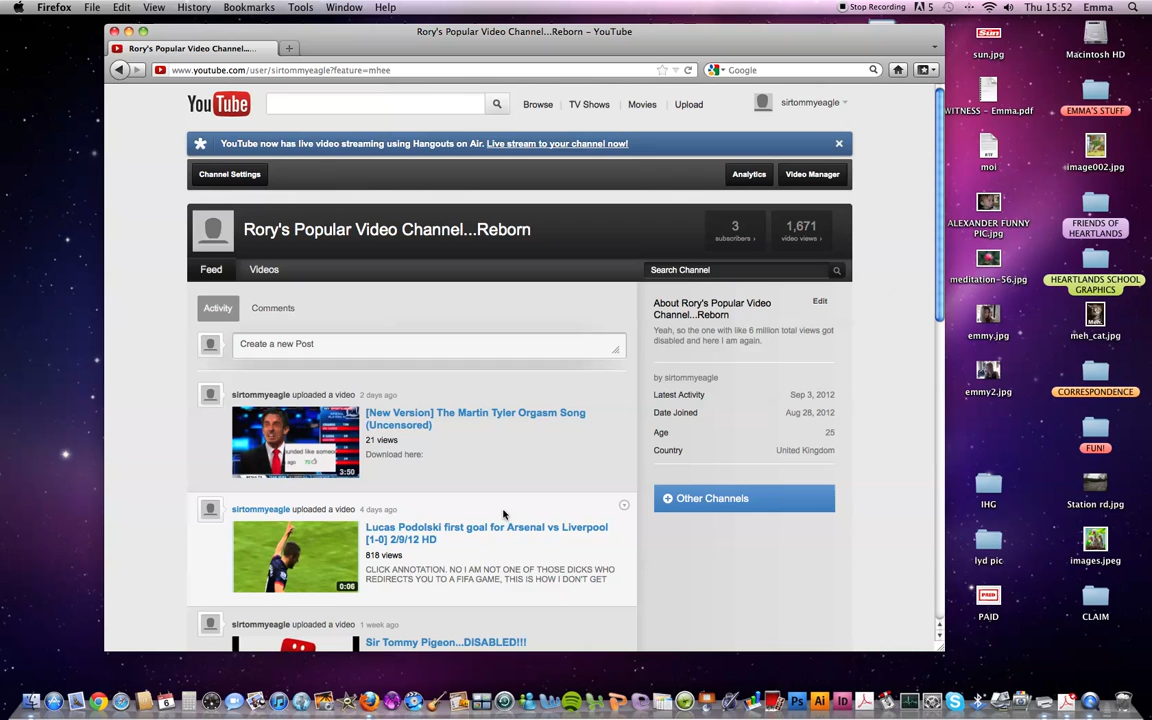 Firefox File Edit View History Bookmarks Tools Window Help
Stop Recording 5 Thu 15:52 Emma
Rory's Popular Video Channel...Reborn – YouTube
Rory's Popular Video Channel....
www.youtube.com/user/sirtommyeagle?feature=mhee
Google
YouTube
Browse TV Shows Movies Upload
sirtommyeagle
YouTube now has live video streaming using Hangouts on Air. Live stream to your channel now!
Channel Settings
Analytics Video Manager
Rory's Popular Video Channel...Reborn
3
subscribers
1,671
video views
Feed Videos
Search Channel
Activity Comments
Create a new Post
sirtommyeagle uploaded a video 2 days ago
[New Version] The Martin Tyler Orgasm Song
(Uncensored)
21 views
Download here:
3:50
sirtommyeagle uploaded a video 4 days ago
Lucas Podolski first goal for Arsenal vs Liverpool
[1-0] 2/9/12 HD
818 views
CLICK ANNOTATION. NO I AM NOT ONE OF THOSE DICKS WHO
REDIRECTS YOU TO A FIFA GAME, THIS IS HOW I DON'T GET
0:06
sirtommyeagle uploaded a video 1 week ago
Sir Tommy Pigeon...DISABLED!!!
About Rory's Popular Video
Channel...Reborn
Edit
Yeah, so the one with like 6 million total views got
disabled and here I am again.
by sirtommyeagle
Latest Activity Sep 3, 2012
Date Joined Aug 28, 2012
Age 25
Country United Kingdom
Other Channels
Sun
sun.jpg
Macintosh HD
WITNESS – Emma.pdf
EMMA'S STUFF
moi
image002.jpg
ALEXANDER FUNNY
PIC.jpg
FRIENDS OF
HEARTLANDS
meditation-56.jpg
HEARTLANDS SCHOOL
GRAPHICS
emmy.jpg
Meh.
meh_cat.jpg
emmy2.jpg
CORRESPONDENCE
FUN!
IHG
Station rd.jpg
lyd pic
images.jpeg
PAID
PAID
CLAIM
6
Ps
Ai
Id